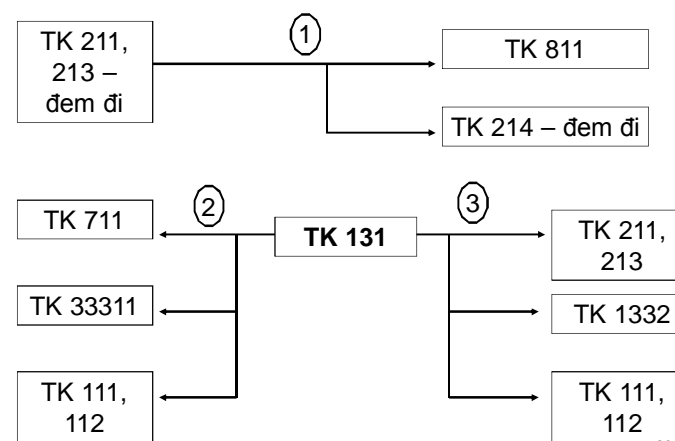 TK 211,
213 –
đem đi
1
TK 811
TK 214 – đem đi
TK 711
2
TK 131
3
TK 211,
213
TK 33311
TK 1332
TK 111,
112
TK 111,
112